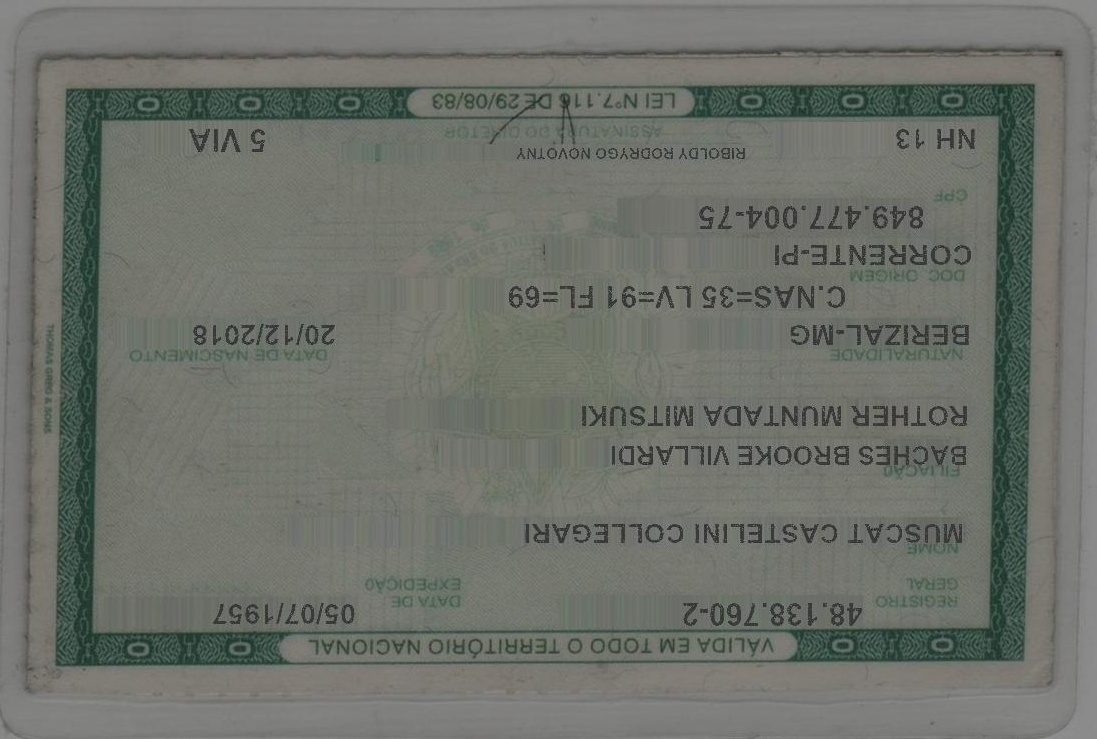 VÁLIDA EM TODO O TERRITÓRIO NACIONAL
REGISTRO GERAL 48.138.760-2 DATA DE EXPEDIÇÃO 05/07/1957
NOME
MUSCAT CASTELINI COLLEGARI
FILIAÇÃO
BACHES BROOKE VILLARDI
ROTHER MUNTADA MITSUKI
NATURALIDADE DATA DE NASCIMENTO
BERIZAL-MG 20/12/2018
C.NAS=35 LV=91 FL=69
DOC. ORIGEM
CORRENTE-PI
849.477.004-75
CPF
RIBOLDY RODRYGO NOVOTNY
NH 13 5 VIA
ASSINATURA DO DIRETOR
LEI Nº 7.116 DE 29/08/83
THOMAS GREG & SONS